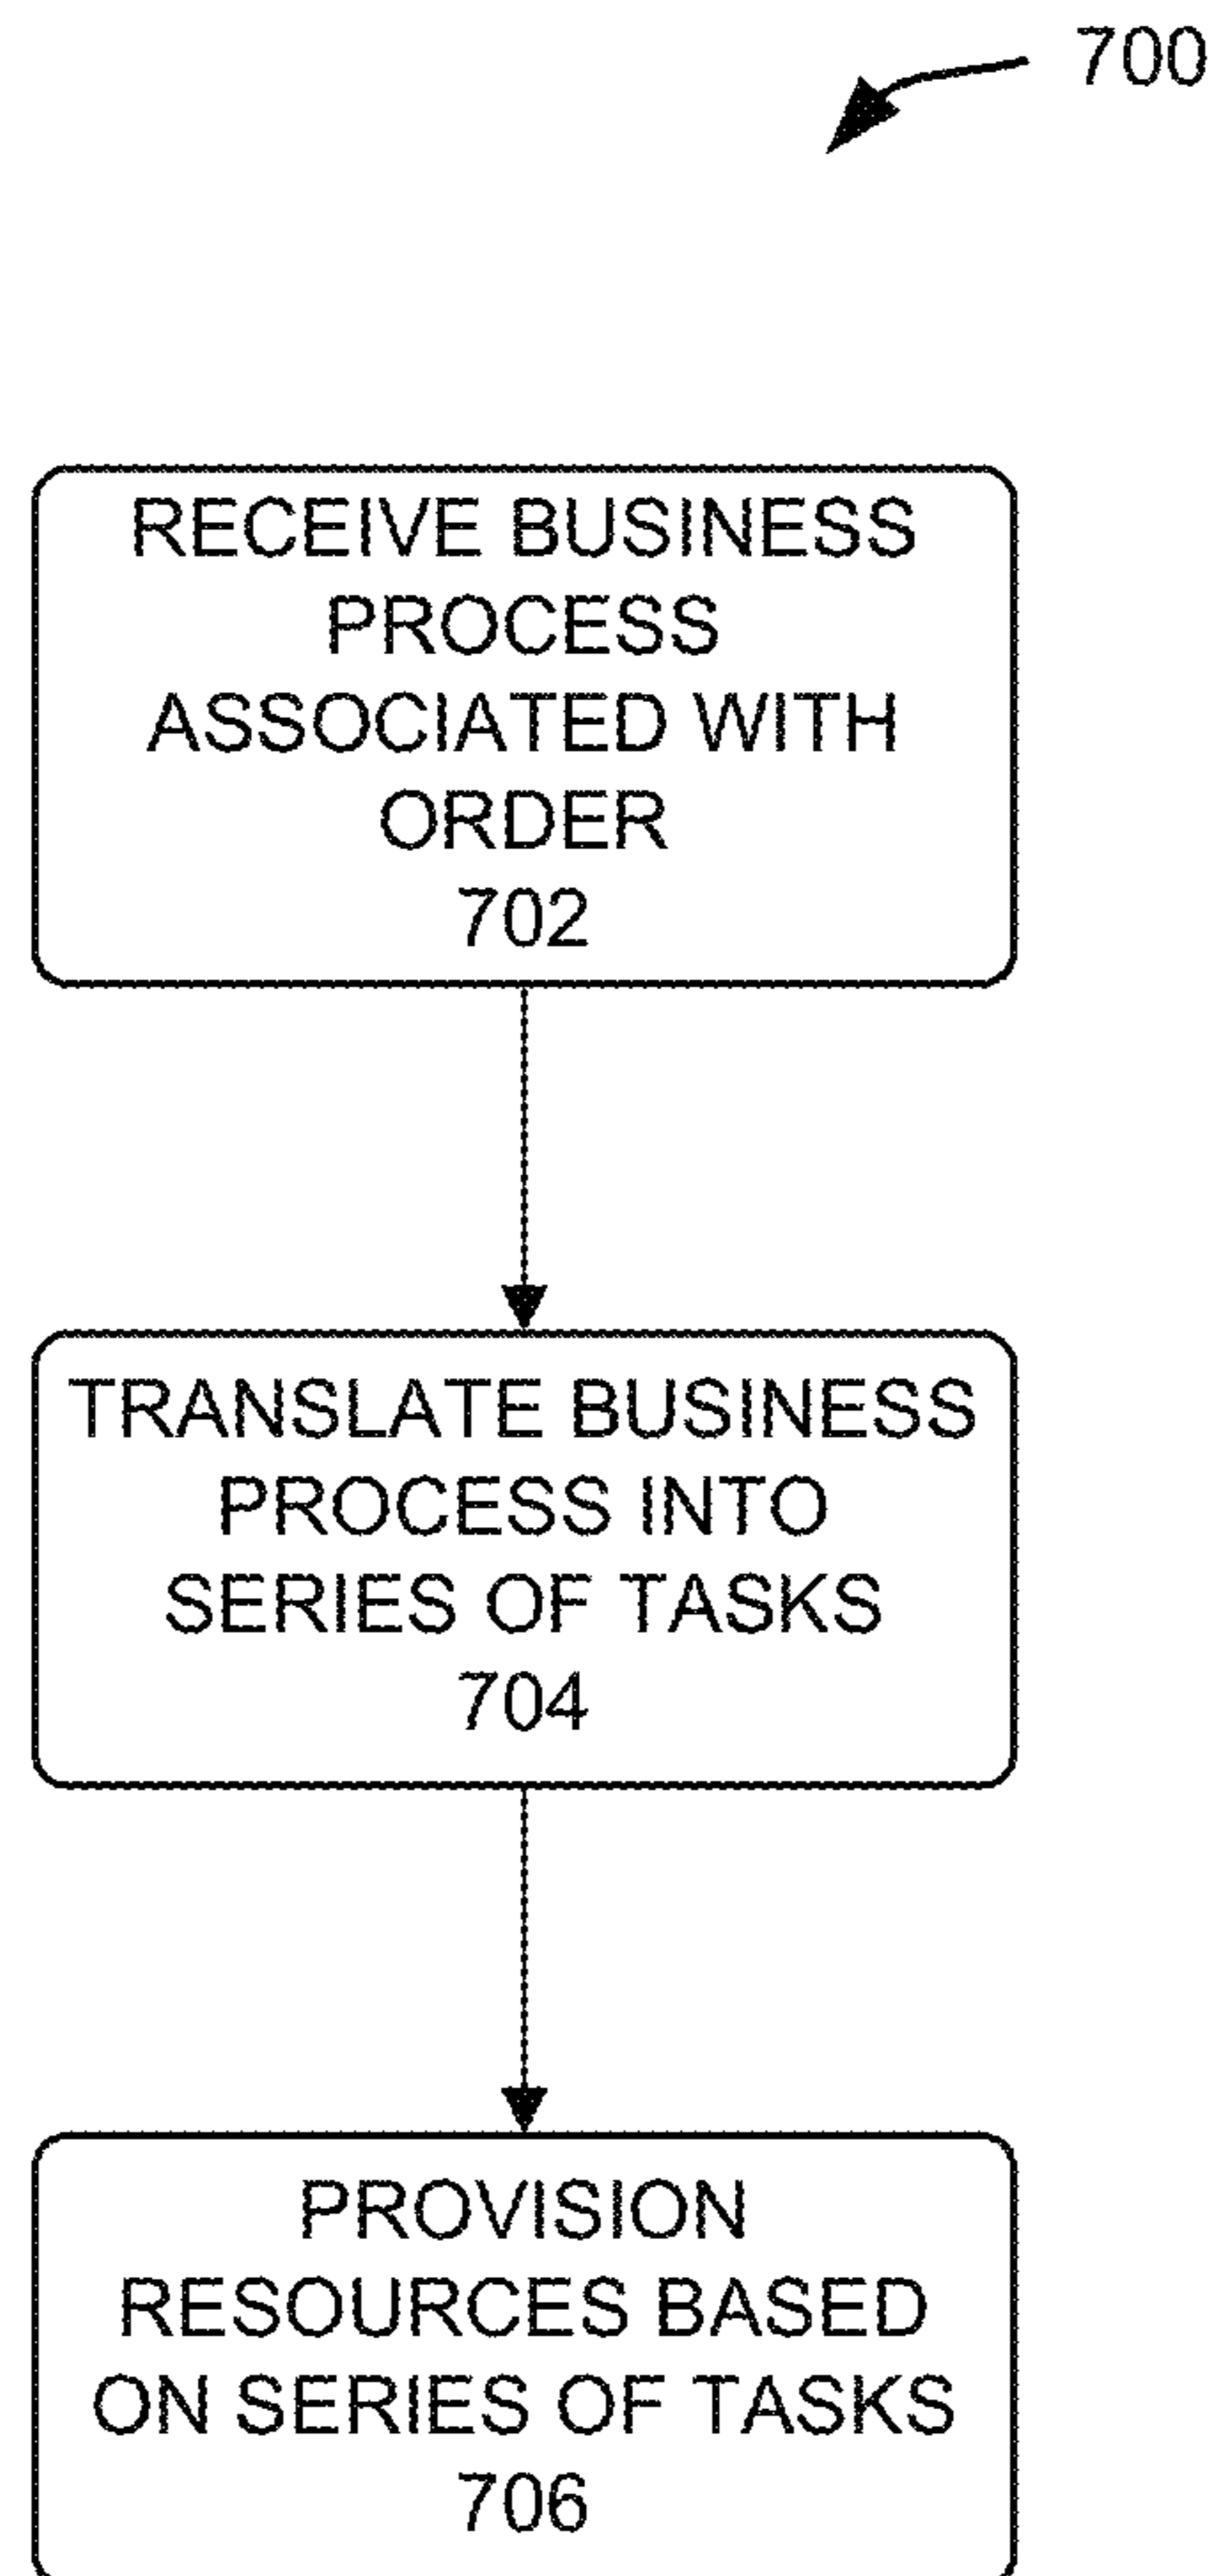 700
RECEIVE BUSINESS
PROCESS
ASSOCIATED WITH
ORDER
702
TRANSLATE BUSINESS
PROCESS INTO
SERIES OF TASKS
704
PROVISION
RESOURCES BASED
ON SERIES OF TASKS
706